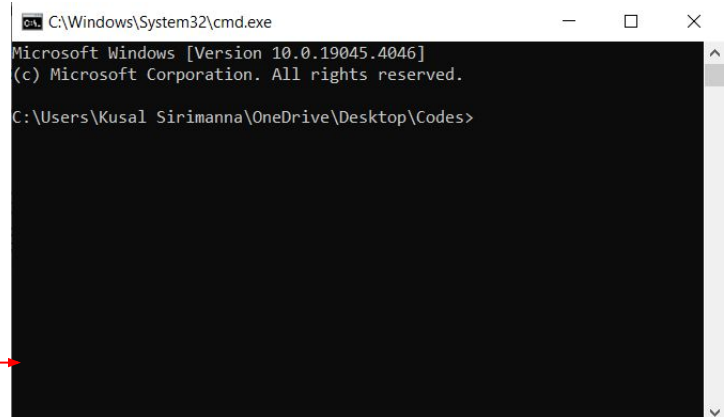 C:\Windows\System32\cmd.exe
Microsoft Windows [Version 10.0.19045.4046]
(c) Microsoft Corporation. All rights reserved.
C:\Users\Kusal Sirimanna\OneDrive\Desktop\Codes>